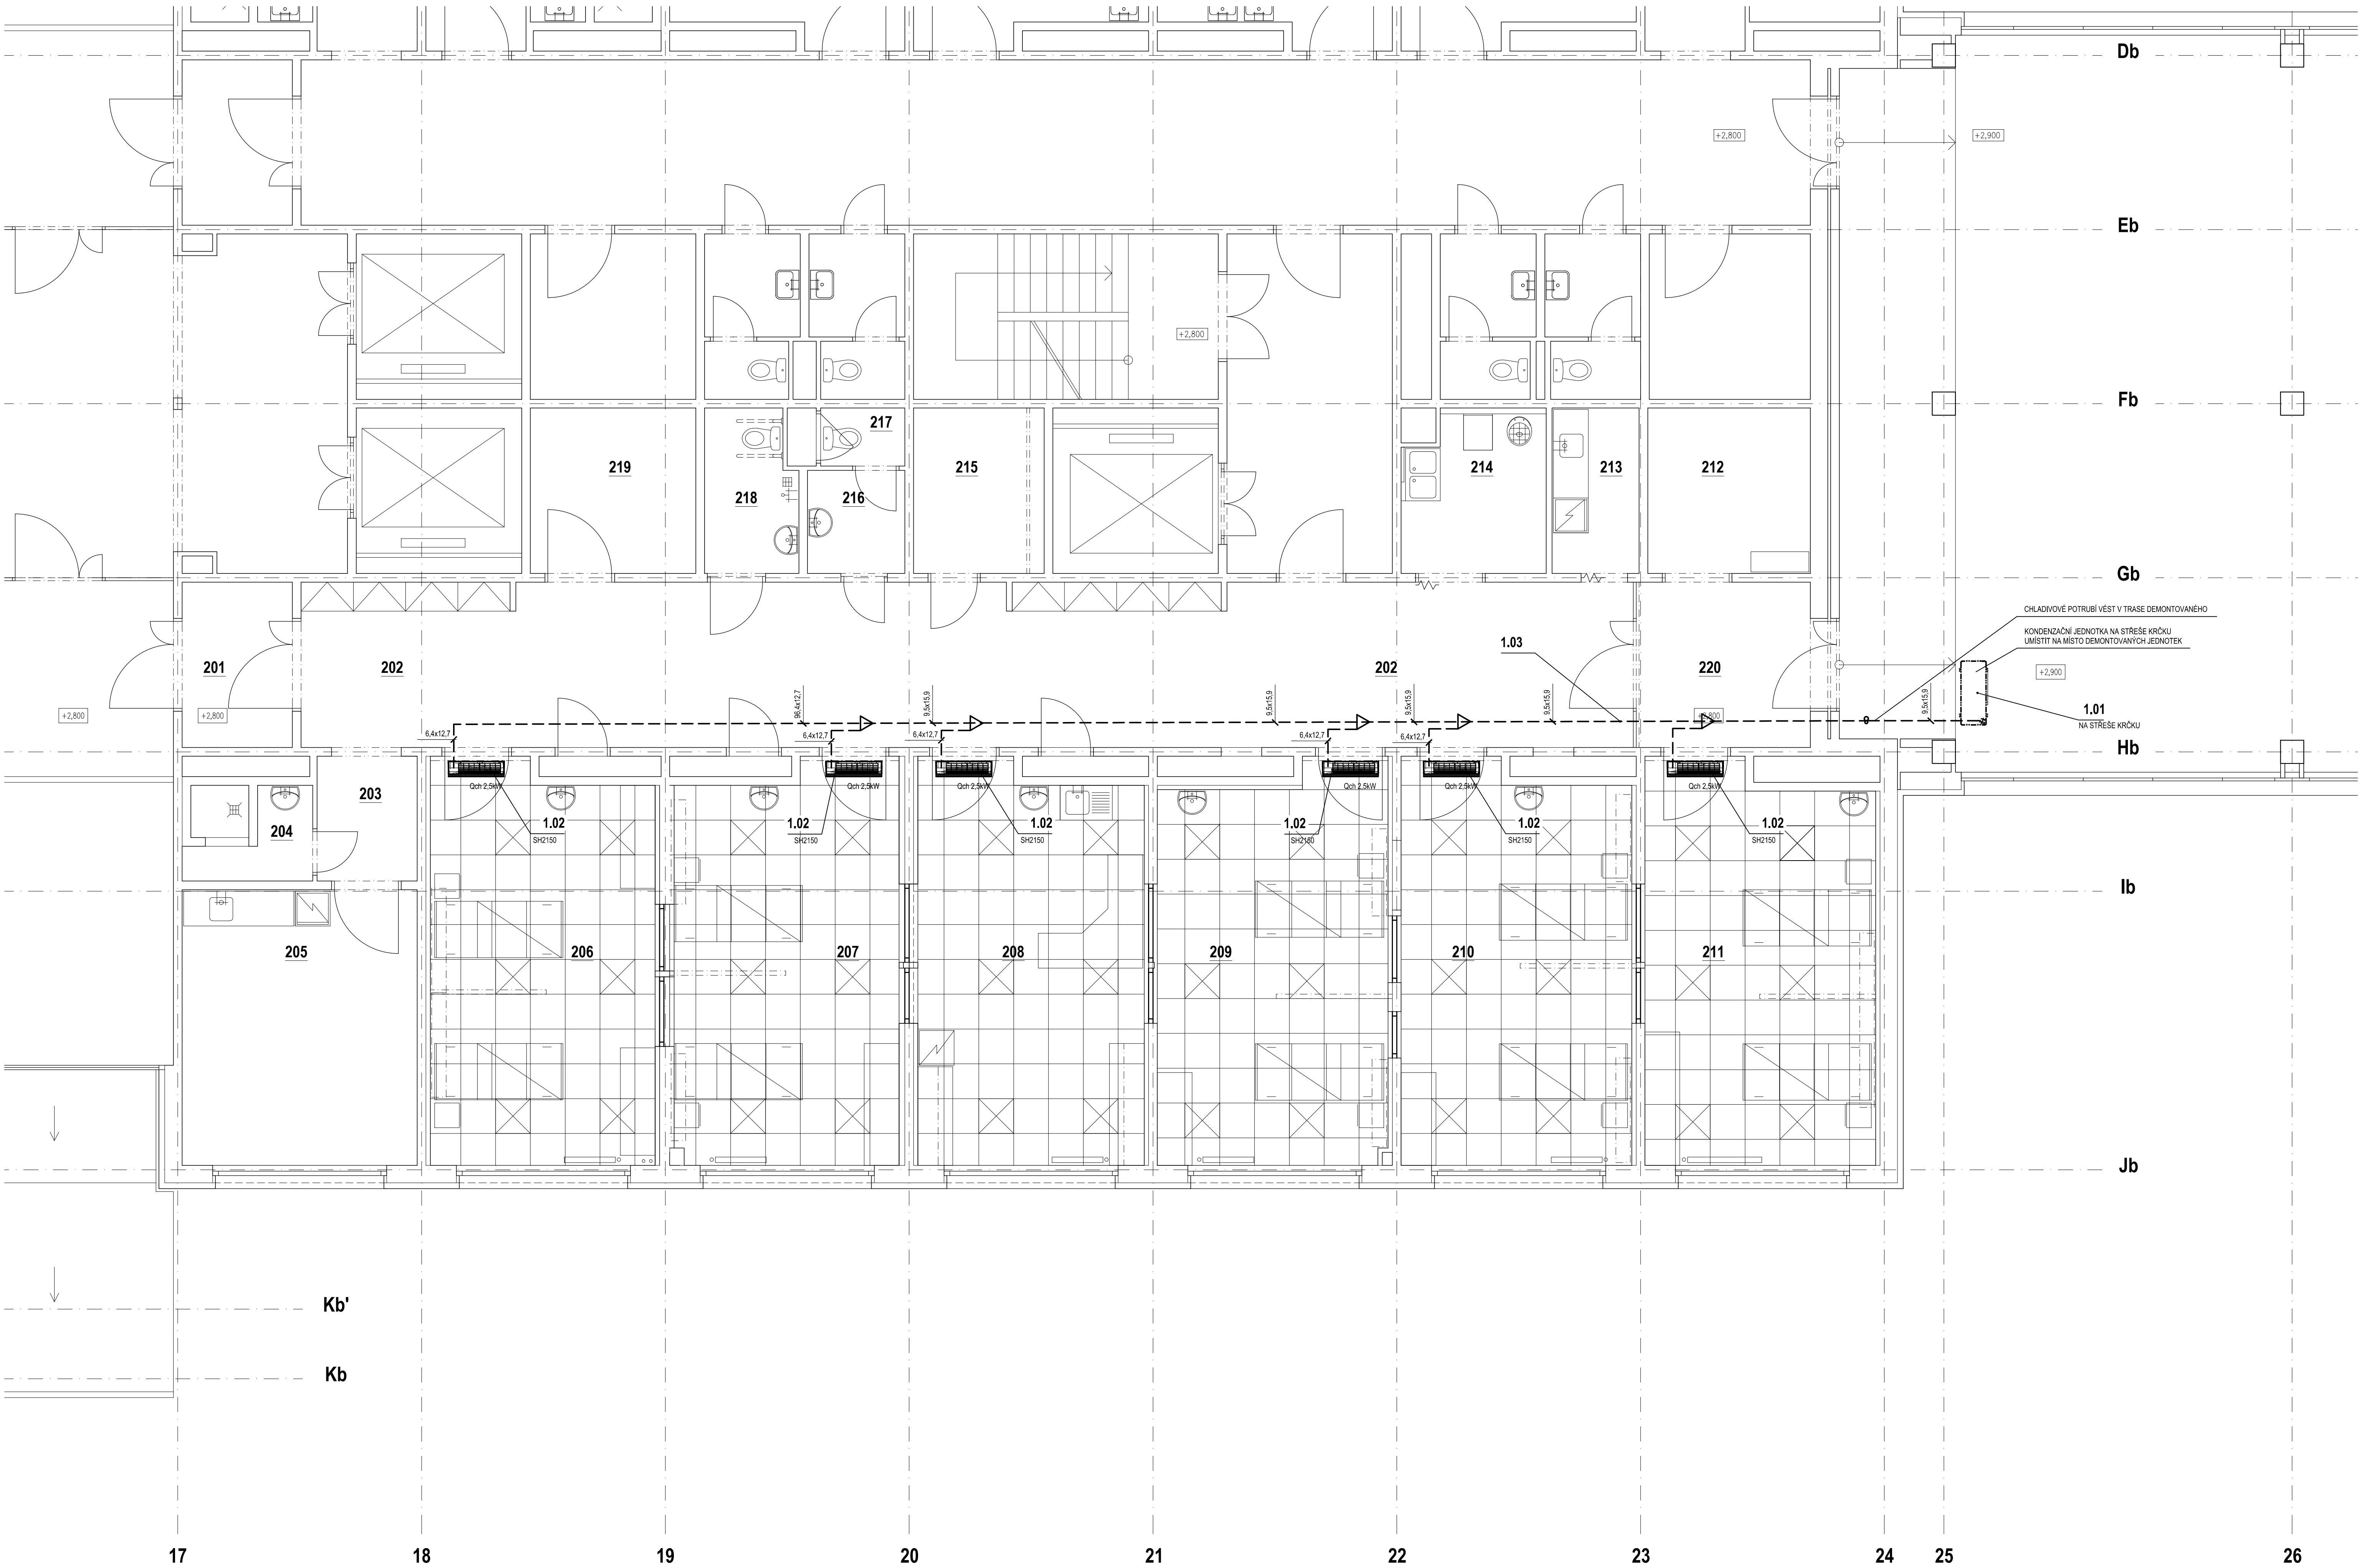 Db
+2,800
+2,900
Eb
+2,800
Fb
217
219
215
214
213
212
218
216
Gb
CHLADIVOVÉ POTRUBÍ VÉST V TRASE DEMONTOVANÉHO
KONDENZAČNÍ JEDNOTKA NA STŘEŠE KRČKU
UMÍSTIT NA MÍSTO DEMONTOVANÝCH JEDNOTEK
1.03
201
202
202
220
+2,900
96,4x12,7
9,5x15,9
9,5x15,9
9,5x15,9
9,5x15,9
9,5x15,9
1.01
NA STŘEŠE KRČKU
+2,800
+2,800
+2,800
6,4x12,7
6,4x12,7
6,4x12,7
6,4x12,7
6,4x12,7
Hb
Qch 2,5kW
Qch 2,5kW
Qch 2,5kW
Qch 2,5kW
Qch 2,5kW
Qch 2,5kW
203
204
1.02
SH2150
1.02
SH2150
1.02
SH2150
1.02
SH2150
1.02
SH2150
1.02
SH2150
Ib
205
206
207
208
209
210
211
Jb
Kb'
Kb
17
18
19
20
21
22
23
24
25
26